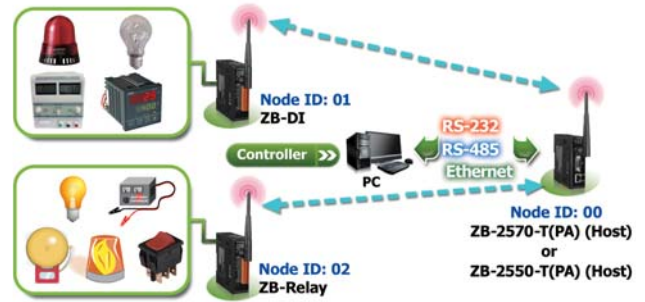 Node ID: 01
ZB-DI
Controller
PC
RS-232
RS-485
Ethernet
Node ID: 00
ZB-2570-T(PA) (Host)
or
ZB-2550-T(PA) (Host)
Node ID: 02
ZB-Relay